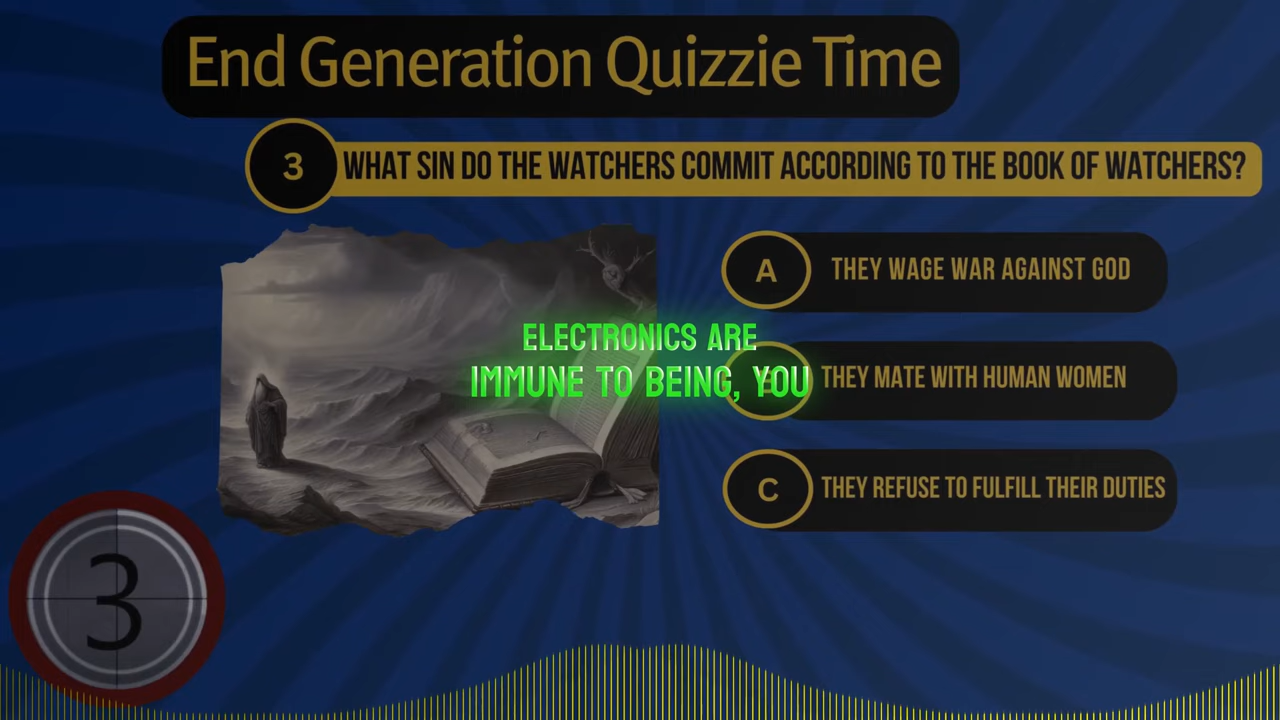 End Generation Quizzie Time
3
WHAT SIN DO THE WATCHERS COMMIT ACCORDING TO THE BOOK OF WATCHERS?
A
THEY WAGE WAR AGAINST GOD
ELECTRONICS ARE
IMMUNE TO BEING, YOU
THEY MATE WITH HUMAN WOMEN
C
THEY REFUSE TO FULFILL THEIR DUTIES
3